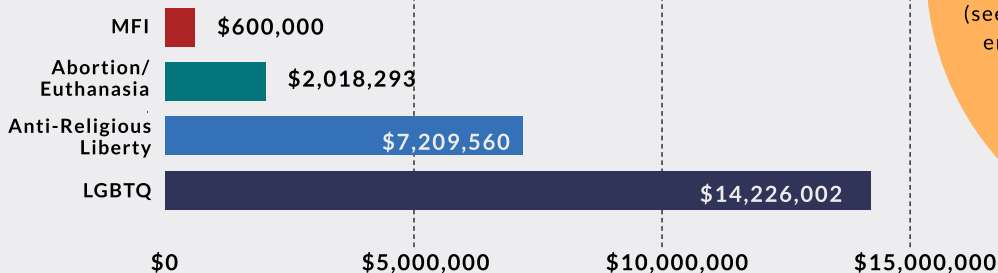 (see
MFI
$600,000
Abortion/
Euthanasia
$2,018,293
Anti-Religious
Liberty
$7,209,560
LGBTQ
$14,226,002
$0
$5,000,000
$10,000,000
$15,000,000